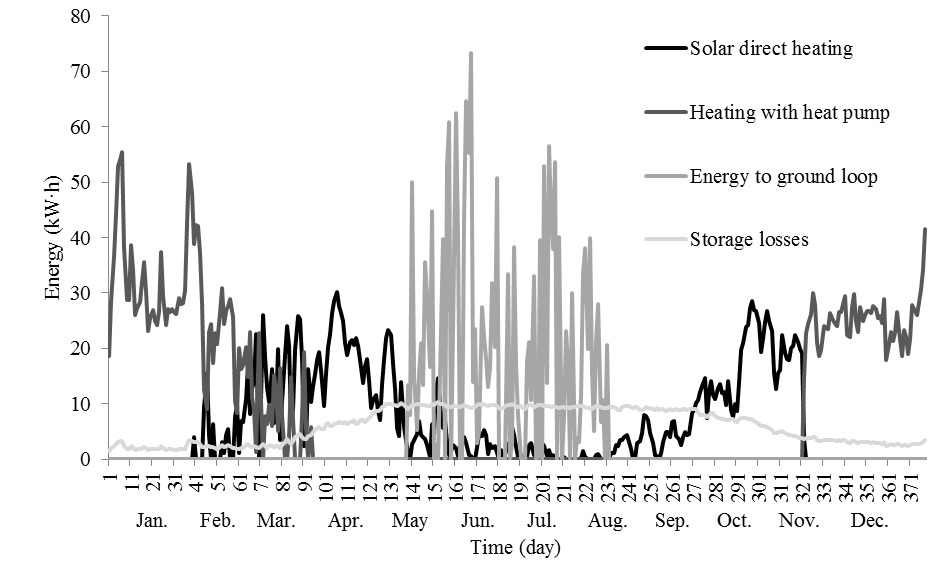 80
70
60
50
40
30
20
10
0
Energy (kW·h)
Solar direct heating
Heating with heat pump
Energy to ground loop
Storage losses
1 11 21 31 41 51 61 71 81 91 101 111 121 131 141 151 161 171 181 191 201 211 221 231 241 251 261 271 281 291 301 311 321 331 341 351 361 371
Jan. Feb. Mar. Apr. May Jun. Jul. Aug. Sep. Oct. Nov. Dec.
Time (day)